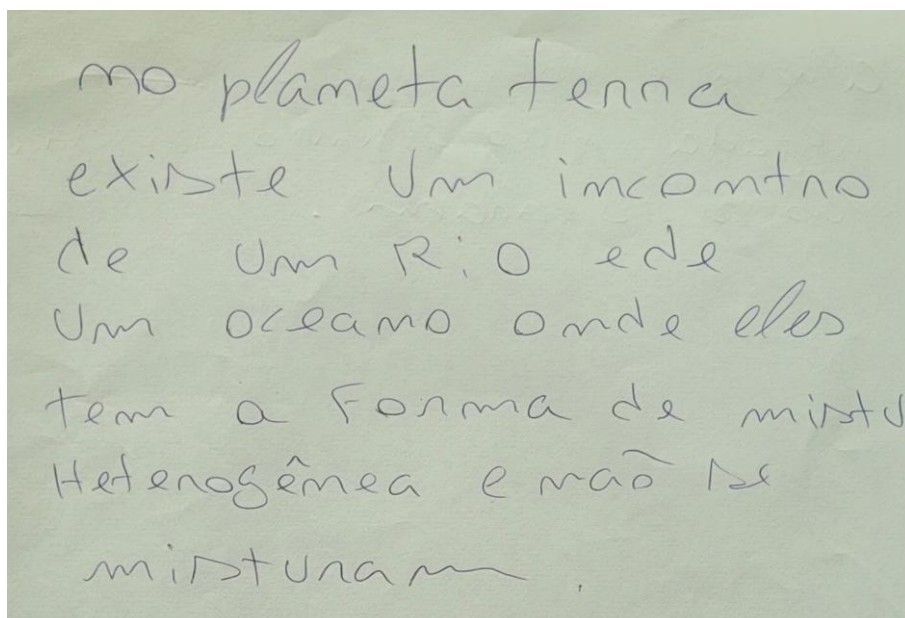 no planeta terra
existe um incontro
de um Rio ede
um oceano onde eles
tem a Forma de mistu
Heterogênea e não se
misturam.